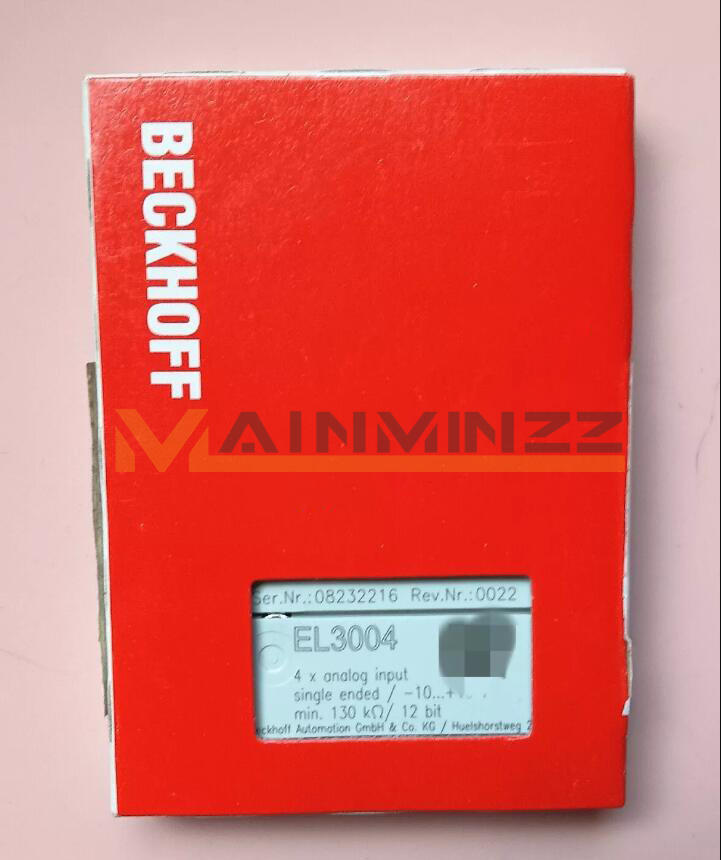 BECKHOFF
MAINMINZZ
Ser.Nr.:08232216 Rev.Nr.:0022
EL3004
4 x analog input
single ended / -10...+
min. 130 kΩ/ 12 bit
eckhoff Automation GmbH & Co. KG / Huelshorstweg 2